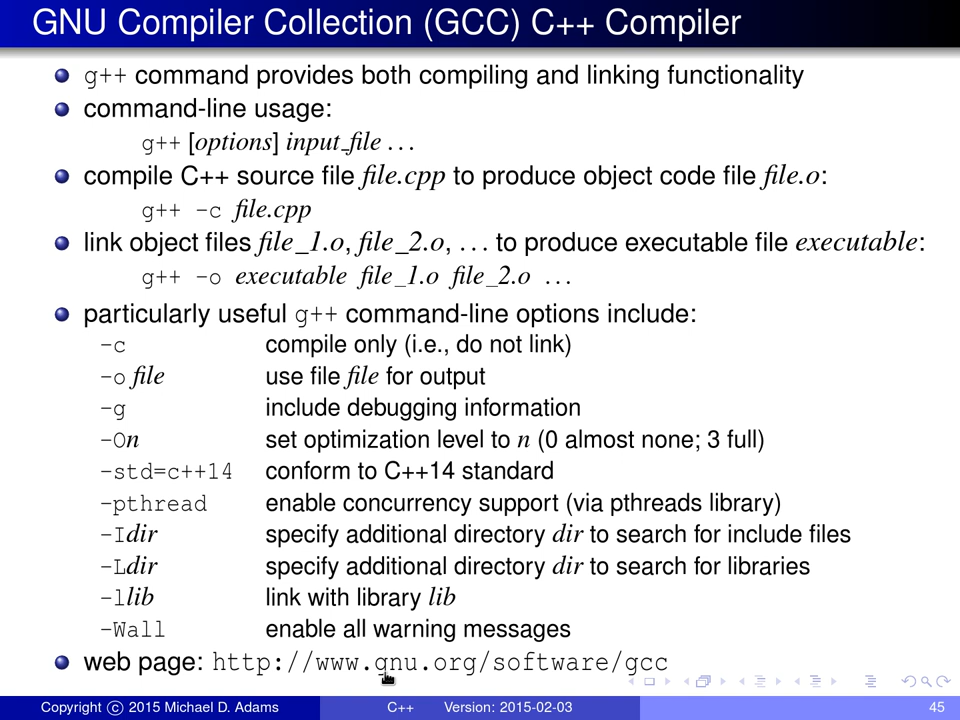 GNU Compiler Collection (GCC) C++ Compiler
g++ command provides both compiling and linking functionality
command-line usage:
g++ [options] input_file ...
compile C++ source file file.cpp to produce object code file file.o:
g++ -c file.cpp
link object files file_1.o, file_2.o, ... to produce executable file executable:
g++ -o executable file_1.o file_2.o ...
particularly useful g++ command-line options include:
-c compile only (i.e., do not link)
-o file use file file for output
-g include debugging information
-On set optimization level to n (0 almost none; 3 full)
-std=c++14 conform to C++14 standard
-pthread enable concurrency support (via pthreads library)
-Idir specify additional directory dir to search for include files
-Ldir specify additional directory dir to search for libraries
-llib link with library lib
-Wall enable all warning messages
web page: http://www.gnu.org/software/gcc
Copyright © 2015 Michael D. Adams C++ Version: 2015-02-03 45